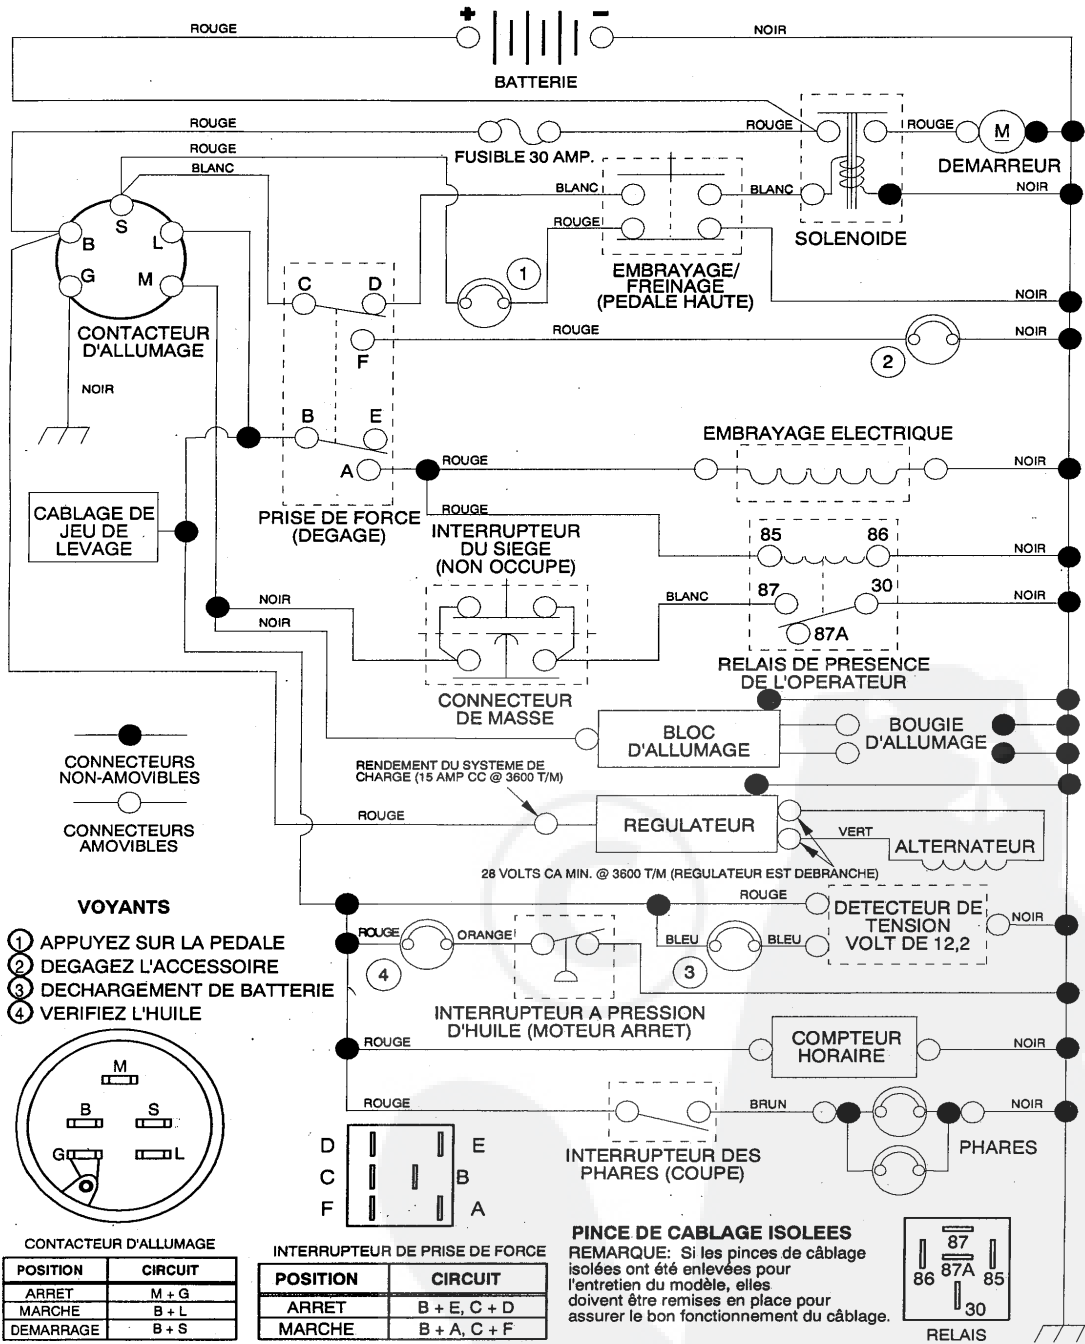 ROUGE
+
-
NOIR
BATTERIE
ROUGE
ROUGE
BLANC
FUSIBLE 30 AMP.
ROUGE
ROUGE
M
DEMARREUR
BLANC
BLANC
NOIR
ROUGE
SOLENOIDE
S
B
L
G
M
CONTACTEUR
D'ALLUMAGE
NOIR
C
D
F
B
E
A
1
EMBRAYAGE/
FREINAGE
(PEDALE HAUTE)
NOIR
ROUGE
NOIR
2
EMBRAYAGE ELECTRIQUE
ROUGE
NOIR
CABLAGE DE
JEU DE
LEVAGE
PRISE DE FORCE
(DEGAGE)
ROUGE
INTERRUPTEUR
DU SIEGE
(NON OCCUPE)
85
86
NOIR
87
30
87A
NOIR
NOIR
NOIR
BLANC
RELAIS DE PRESENCE
DE L'OPERATEUR
CONNECTEUR
DE MASSE
CONNECTEURS
NON-AMOVIBLES
CONNECTEURS
AMOVIBLES
BLOC
D'ALLUMAGE
BOUGIE
D'ALLUMAGE
RENDEMENT DU SYSTEME DE
CHARGE (15 AMP CC @ 3600 T/M)
ROUGE
REGULATEUR
VERT
ALTERNATEUR
28 VOLTS CA MIN. @ 3600 T/M (REGULATEUR EST DEBRANCHE)
VOYANTS
1 APPUYEZ SUR LA PEDALE
2 DEGAGEZ L'ACCESSOIRE
3 DECHARGEMENT DE BATTERIE
4 VERIFIEZ L'HUILE
ROUGE
DETECTEUR DE
TENSION
VOLT DE 12,2
NOIR
ROUGE
ORANGE
BLEU
BLEU
4
3
INTERRUPTEUR A PRESSION
D'HUILE (MOTEUR ARRET)
ROUGE
COMPTEUR
HORAIRE
NOIR
ROUGE
BRUN
NOIR
INTERRUPTEUR DES
PHARES (COUPE)
PHARES
M
B
S
G
L
D
E
C
B
F
A
CONTACTEUR D'ALLUMAGE
POSITION CIRCUIT
ARRET M + G
MARCHE B + L
DEMARRAGE B + S
INTERRUPTEUR DE PRISE DE FORCE
POSITION CIRCUIT
ARRET B + E, C + D
MARCHE B + A, C + F
PINCE DE CABLAGE ISOLEES
REMARQUE: Si les pinces de câblage
isolées ont été enlevées pour
l'entretien du modèle, elles
doivent être remises en place pour
assurer le bon fonctionnement du câblage.
87
86
87A
85
30
RELAIS